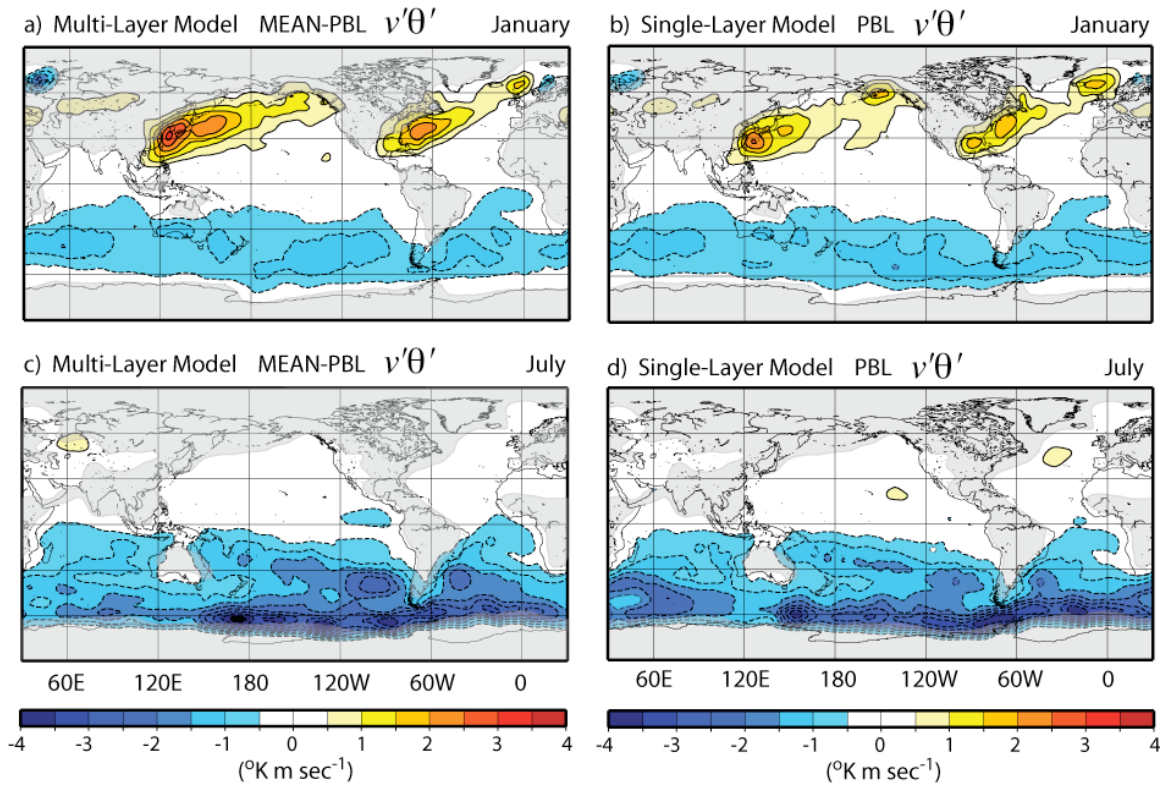 a) Multi-Layer Model MEAN-PBL v′θ′ January
b) Single-Layer Model PBL v′θ′ January
c) Multi-Layer Model MEAN-PBL v′θ′ July
d) Single-Layer Model PBL v′θ′ July
60E 120E 180 120W 60W 0
60E 120E 180 120W 60W 0
-4 -3 -2 -1 0 1 2 3 4
(°K m sec⁻¹)
-4 -3 -2 -1 0 1 2 3 4
(°K m sec⁻¹)